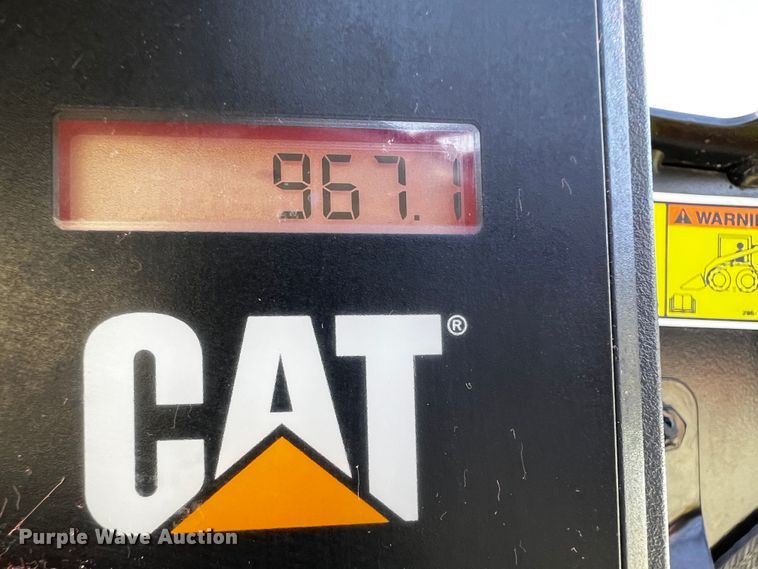 967.1
WARNIN
CAT®
Purple Wave Auction